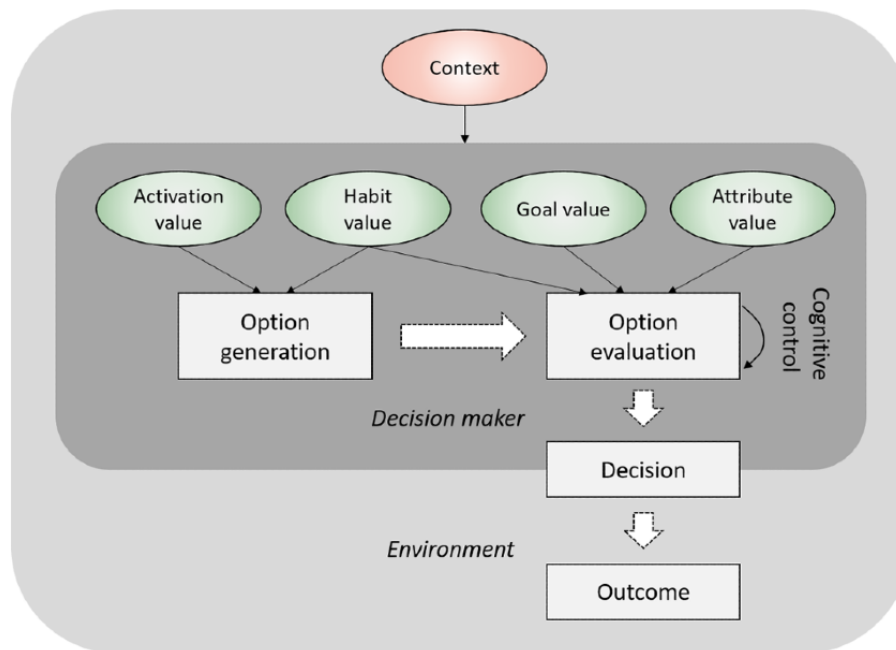 Context
Activation
value
Habit
value
Goal value
Attribute
value
Option
generation
Option
evaluation
Cognitive
control
Decision maker
Decision
Environment
Outcome